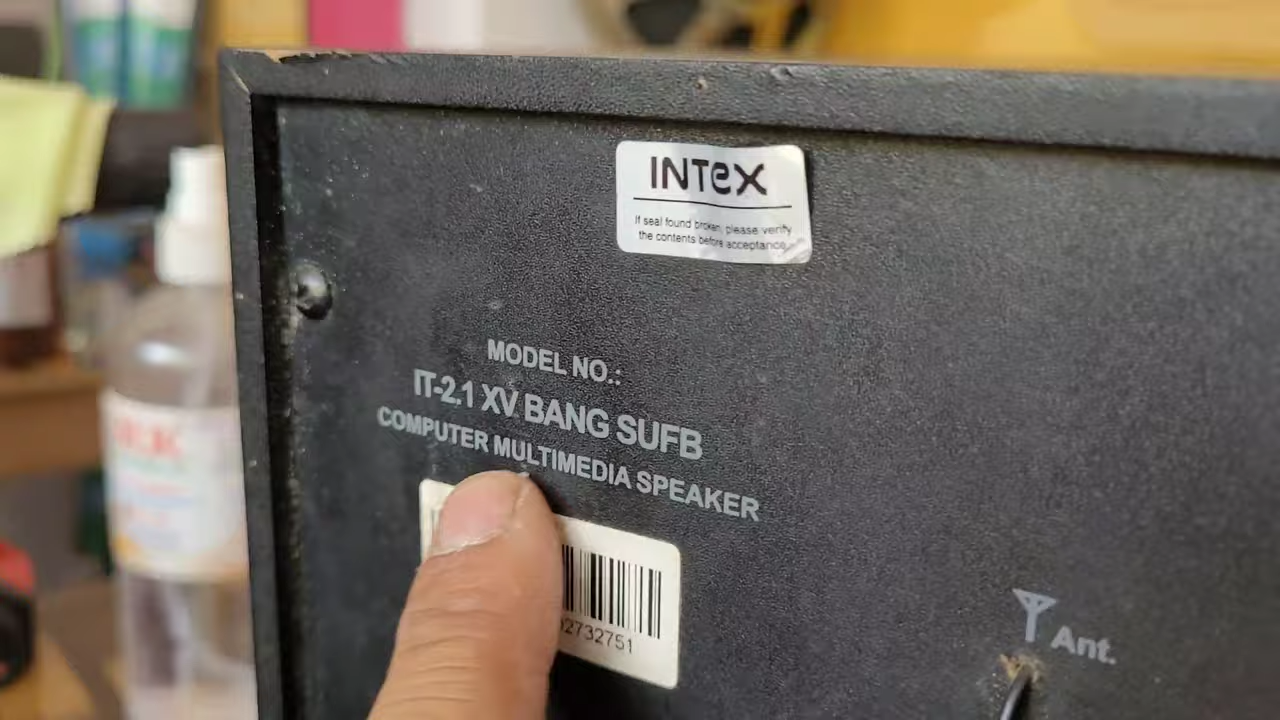 INTEX
If seal found broken, please verify
the contents before acceptance.
MODEL NO.:
IT-2.1 XV BANG SUFB
COMPUTER MULTIMEDIA SPEAKER
2732751
Ant.